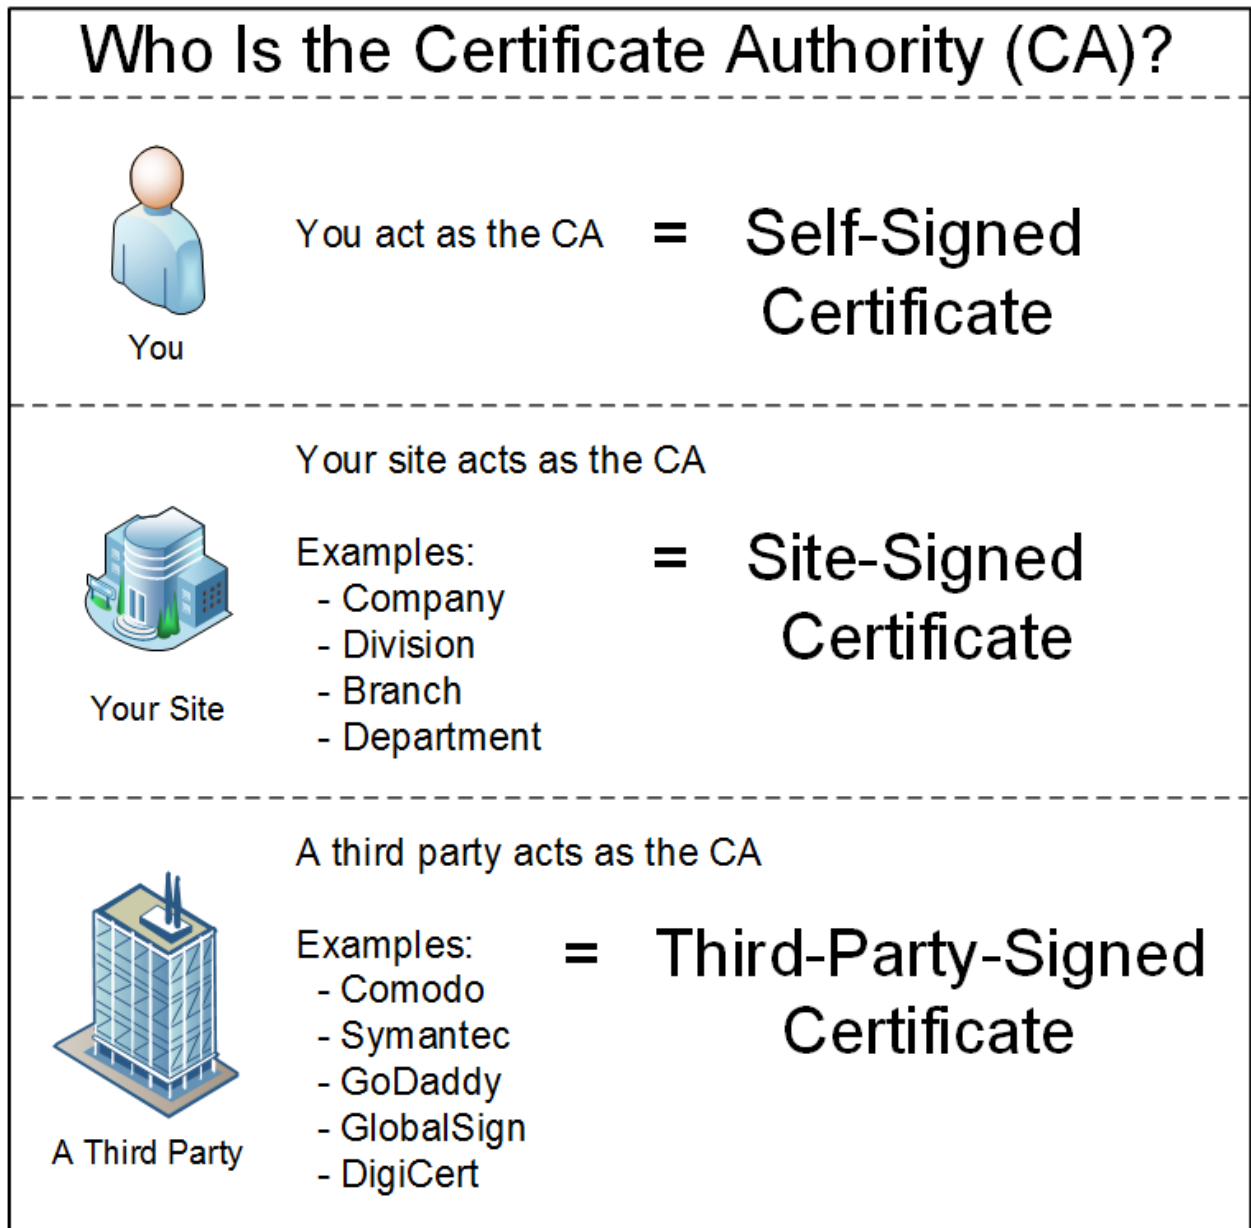 Who Is the Certificate Authority (CA)?
You act as the CA = Self-Signed
Certificate
You
Your site acts as the CA
Examples:
- Company
- Division
- Branch
- Department
= Site-Signed
Certificate
Your Site
A third party acts as the CA
Examples:
- Comodo
- Symantec
- GoDaddy
- GlobalSign
- DigiCert
= Third-Party-Signed
Certificate
A Third Party